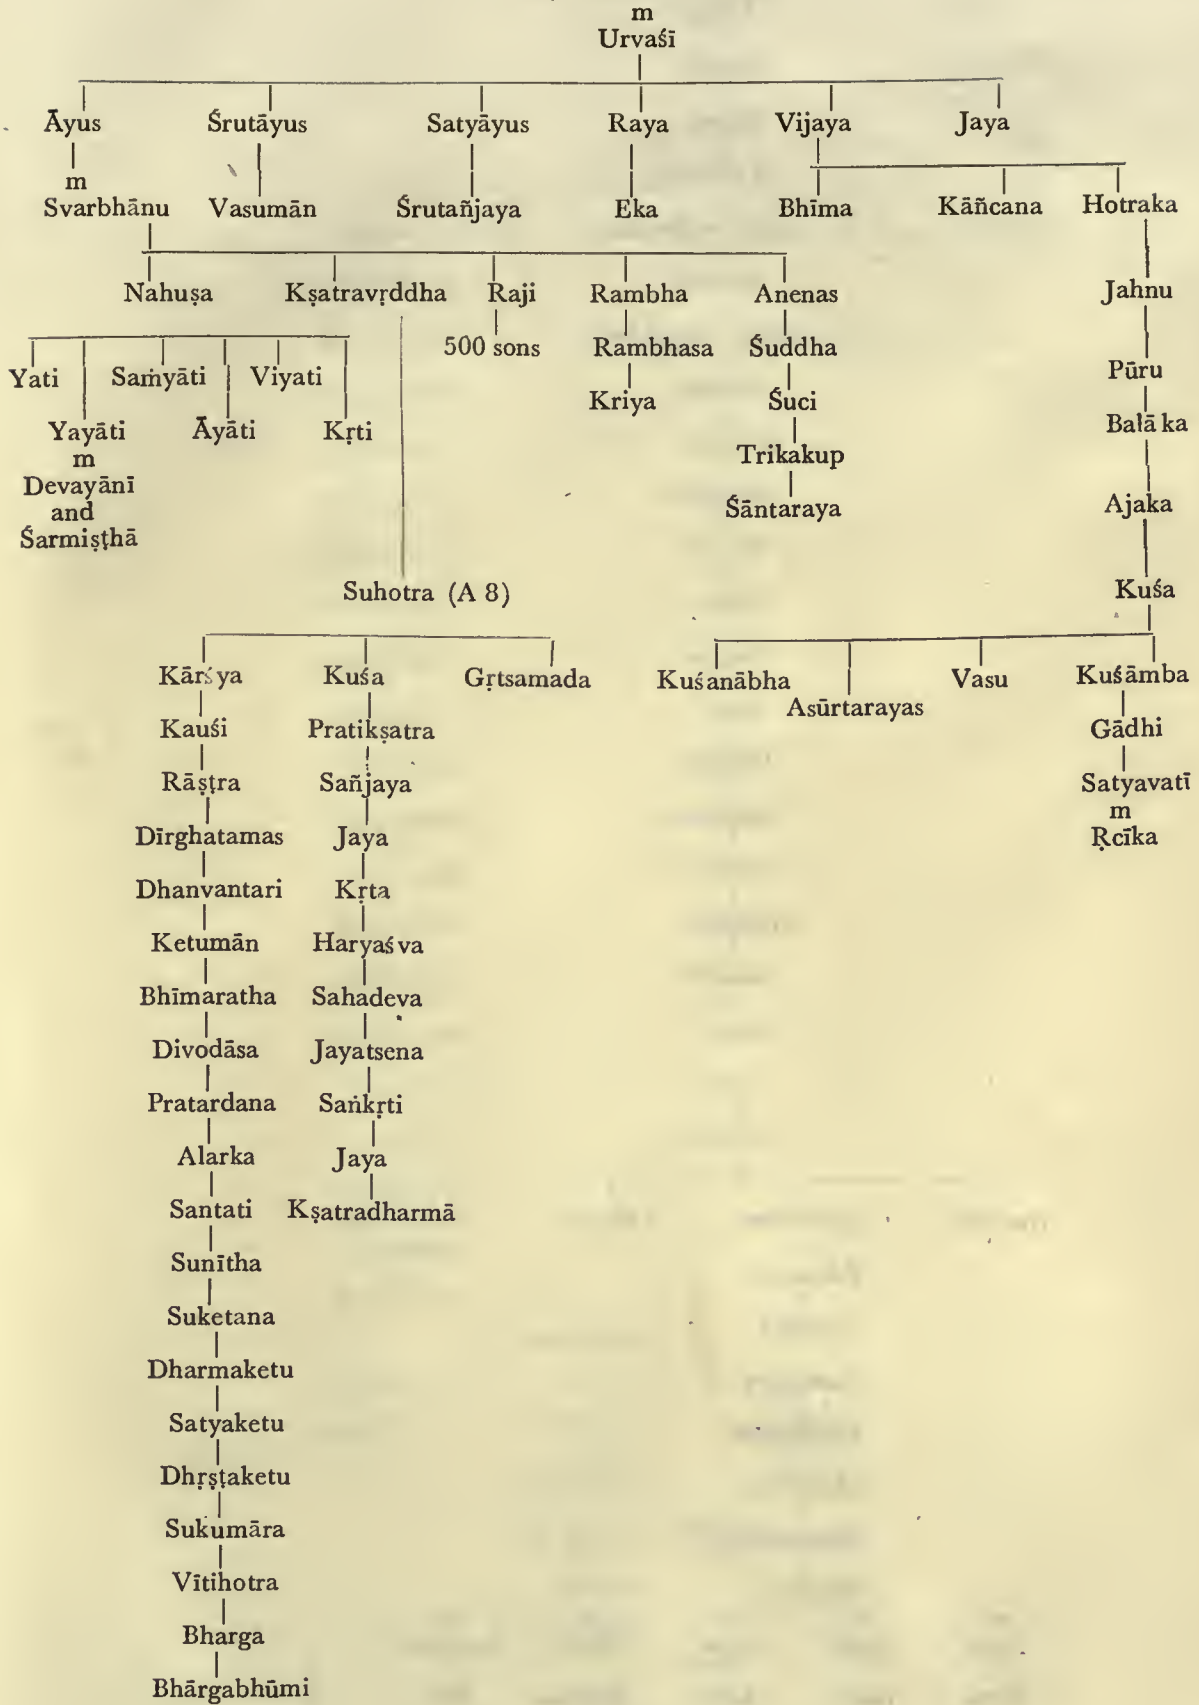 m
Urvaśī
Āyus Śrutāyus Satyāyus Raya Vijaya Jaya
m
Svarbhānu Vasumān Śrutañjaya Eka Bhīma Kāñcana Hotraka
Nahuṣa Kṣatravṛddha Raji Rambha Anenas Jahnu
500 sons Rambhasa Śuddha
Yati Saṁyāti Viyati Pūru
Kriya Śuci
Yayāti Āyāti Kṛti Balāka
m
Trikakup
Devayānī
and Śāntaraya Ajaka
Śarmiṣṭhā
Suhotra (A 8) Kuśa
Kārśya Kuśa Gṛtsamada Kuśanābha Vasu Kuśāmba
Asūrtarayas
Kauśi Pratikṣatra Gādhi
Rāṣṭra Sañjaya Satyavatī
m
Dīrghatamas Jaya Ṛcīka
Dhanvantari Kṛta
Ketumān Haryaśva
Bhīmaratha Sahadeva
Divodāsa Jayatsena
Pratardana Saṅkṛti
Alarka Jaya
Santati Kṣatradharmā
Sunītha
Suketana
Dharmaketu
Satyaketu
Dhṛṣṭaketu
Sukumāra
Vītihotra
Bharga
Bhārgabhūmi